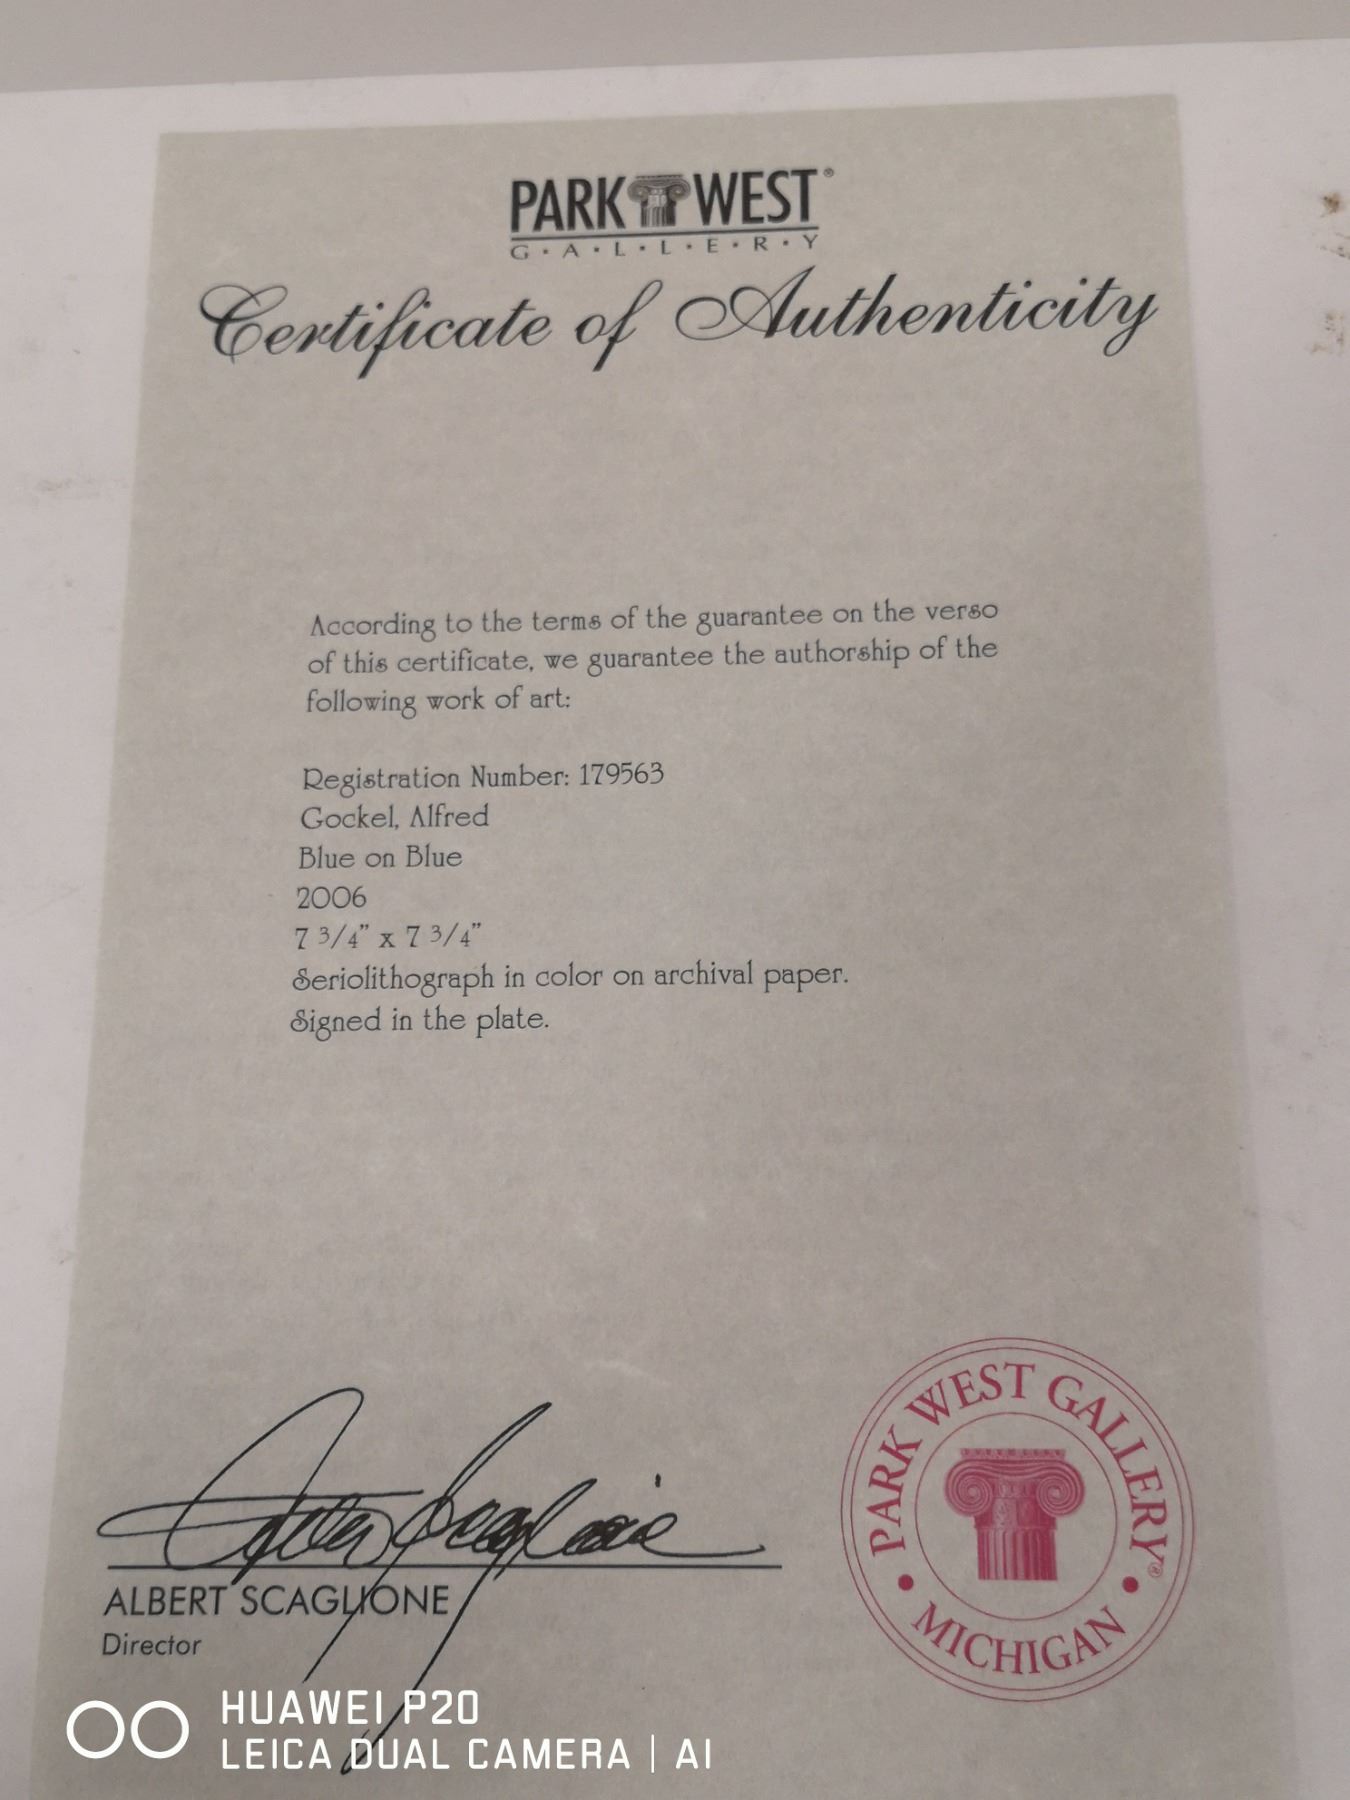 PARK WEST®
G·A·L·L·E·R·Y
Certificate of Authenticity
According to the terms of the guarantee on the verso
of this certificate, we guarantee the authorship of the
following work of art:
Registration Number: 179563
Gockel, Alfred
Blue on Blue
2006
7 3/4” x 7 3/4”
Seriolithograph in color on archival paper.
Signed in the plate.
ALBERT SCAGLIONE
Director
PARK WEST GALLERY®
• MICHIGAN •
HUAWEI P20
LEICA DUAL CAMERA | AI